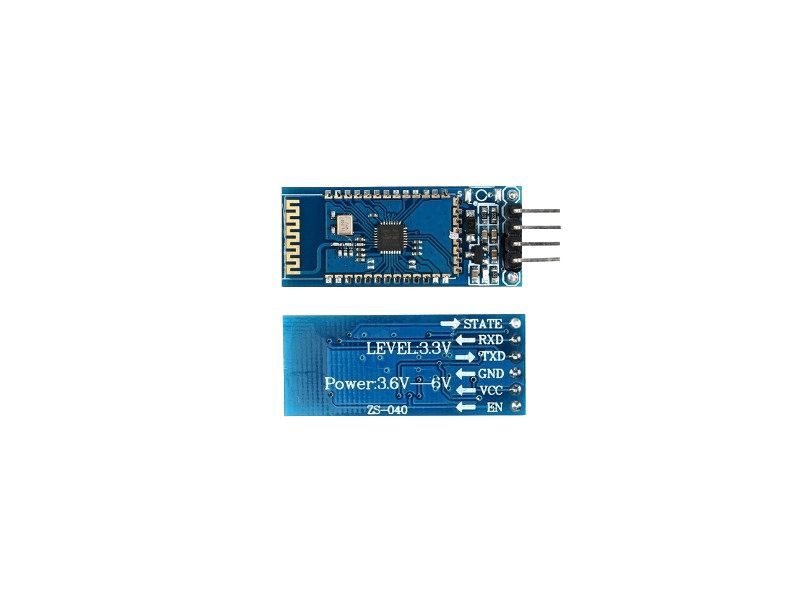 S
STATE
RXD
LEVEL:3.3V
TXD
GND
Power:3.6V—6V
VCC
ZS-040
EN